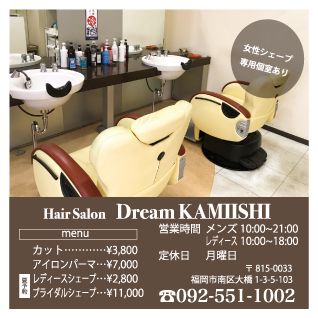 女性シェーブ
専用個室あり
Hair Salon Dream KAMIISHI
menu
カット…………¥3,800
アイロンパーマ…¥7,000
レディースシェーブ…¥2,800
要予約
ブライダルシェーブ…¥11,000
営業時間 メンズ 10:00~21:00
レディース 10:00~18:00
定休日 月曜日
〒815-0033
福岡市南区大橋 1-3-5-103
☎092-551-1002